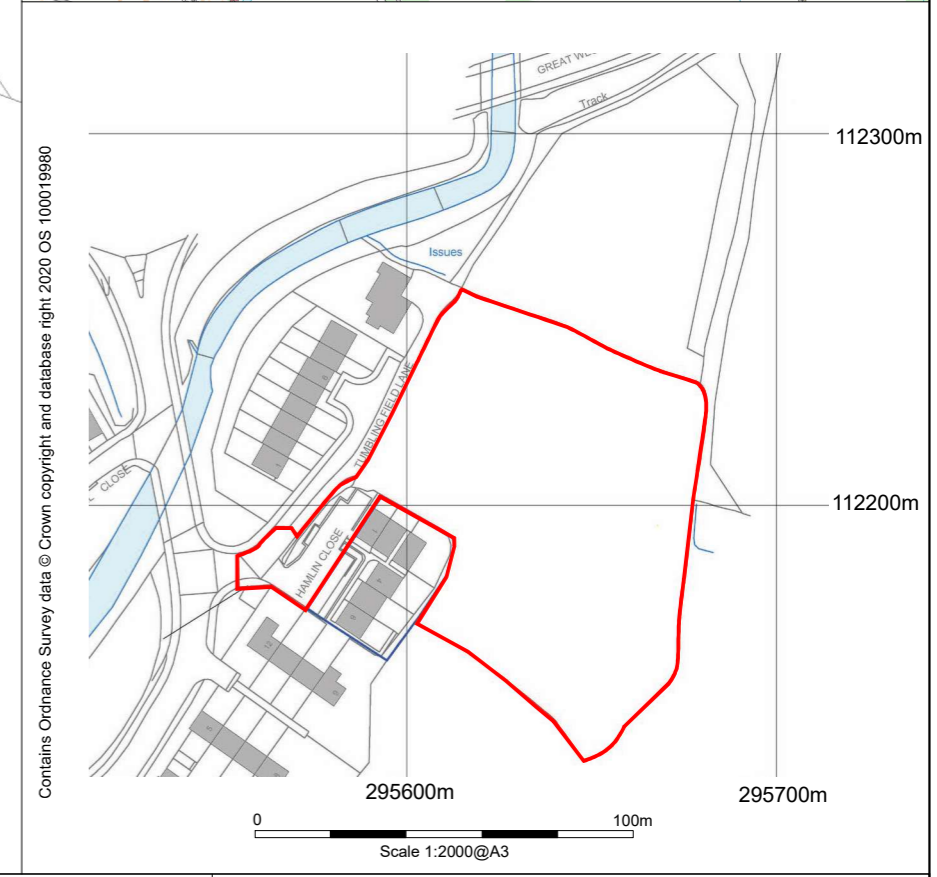 Contains Ordnance Survey data © Crown copyright and database right 2020 OS 100019980
GREAT
Track
112300m
Issues
TUMBLING FIELD LANE
CLOSE
112200m
HAMLIN CLOSE
295600m
295700m
0
100m
Scale 1:2000@A3